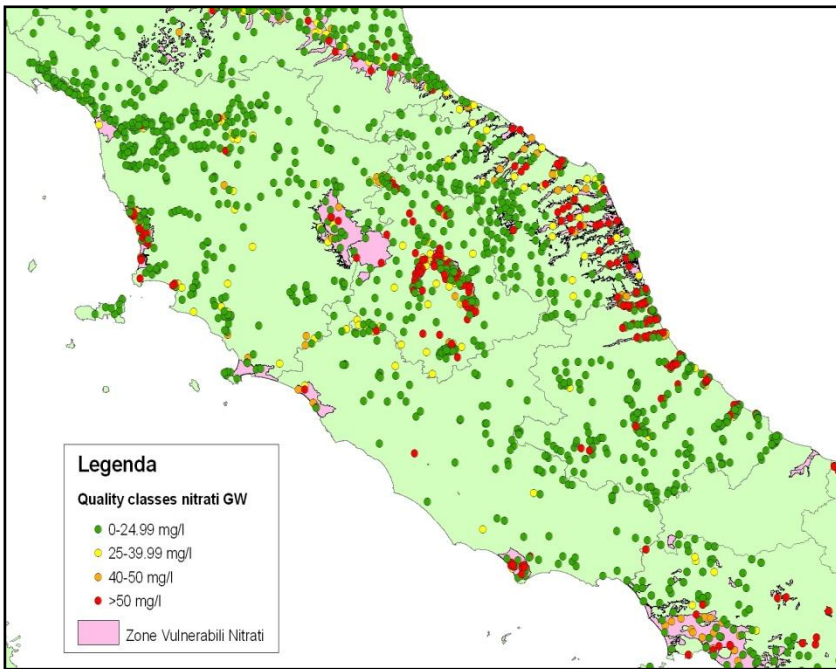 Legenda
Quality classes nitrati GW
0-24.99 mg/l
25-39.99 mg/l
40-50 mg/l
>50 mg/l
Zone Vulnerabili Nitrati